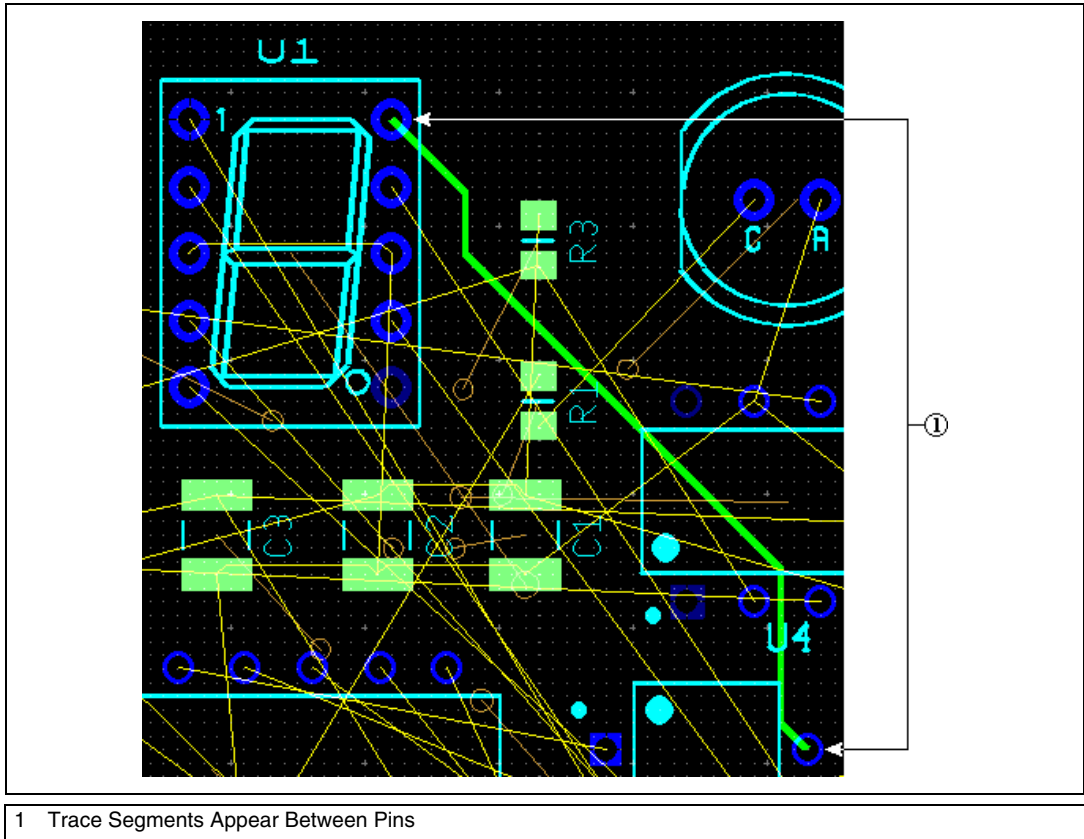 U1
1
C A
R3
R1
①
C3 C2 C1
U4
1 Trace Segments Appear Between Pins